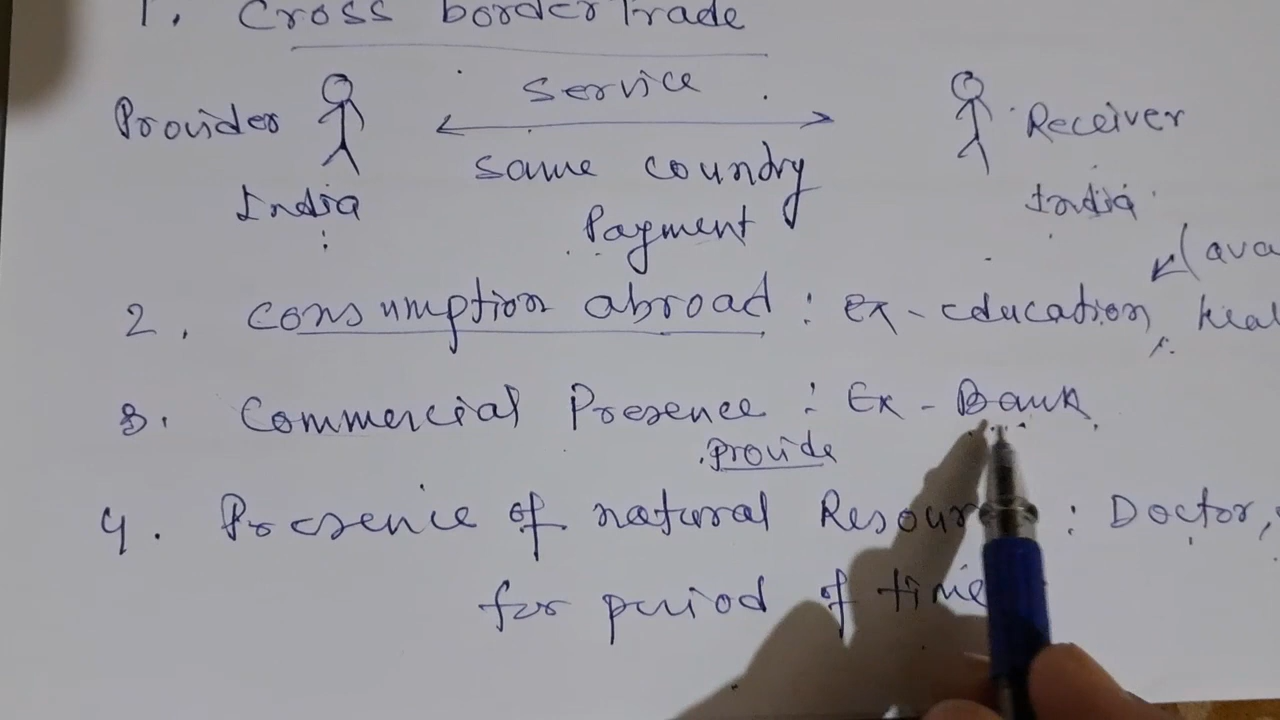 1. Cross border Trade
Provider
Service
Receiver
India
same country
India
Payment
(ava
2. Consumption abroad : Ex - education, heal
3. Commercial Presence : Ex - Bank
provide
4. Presence of natural Resour : Doctor,
for period of time